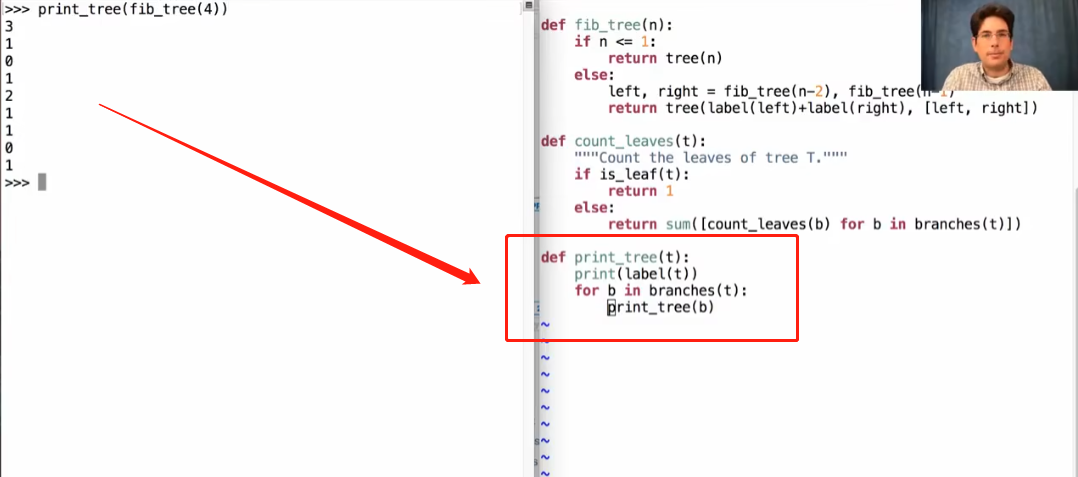 >>> print_tree(fib_tree(4))
3
1
0
1
2
1
1
0
1
>>>
def fib_tree(n):
    if n <= 1:
        return tree(n)
    else:
        left, right = fib_tree(n-2), fib_tree(n-1)
        return tree(label(left)+label(right), [left, right])
def count_leaves(t):
    """Count the leaves of tree T."""
    if is_leaf(t):
        return 1
    else:
        return sum([count_leaves(b) for b in branches(t)])
def print_tree(t):
    print(label(t))
    for b in branches(t):
        print_tree(b)
~
~
~
~
~
~
~
~
~
~